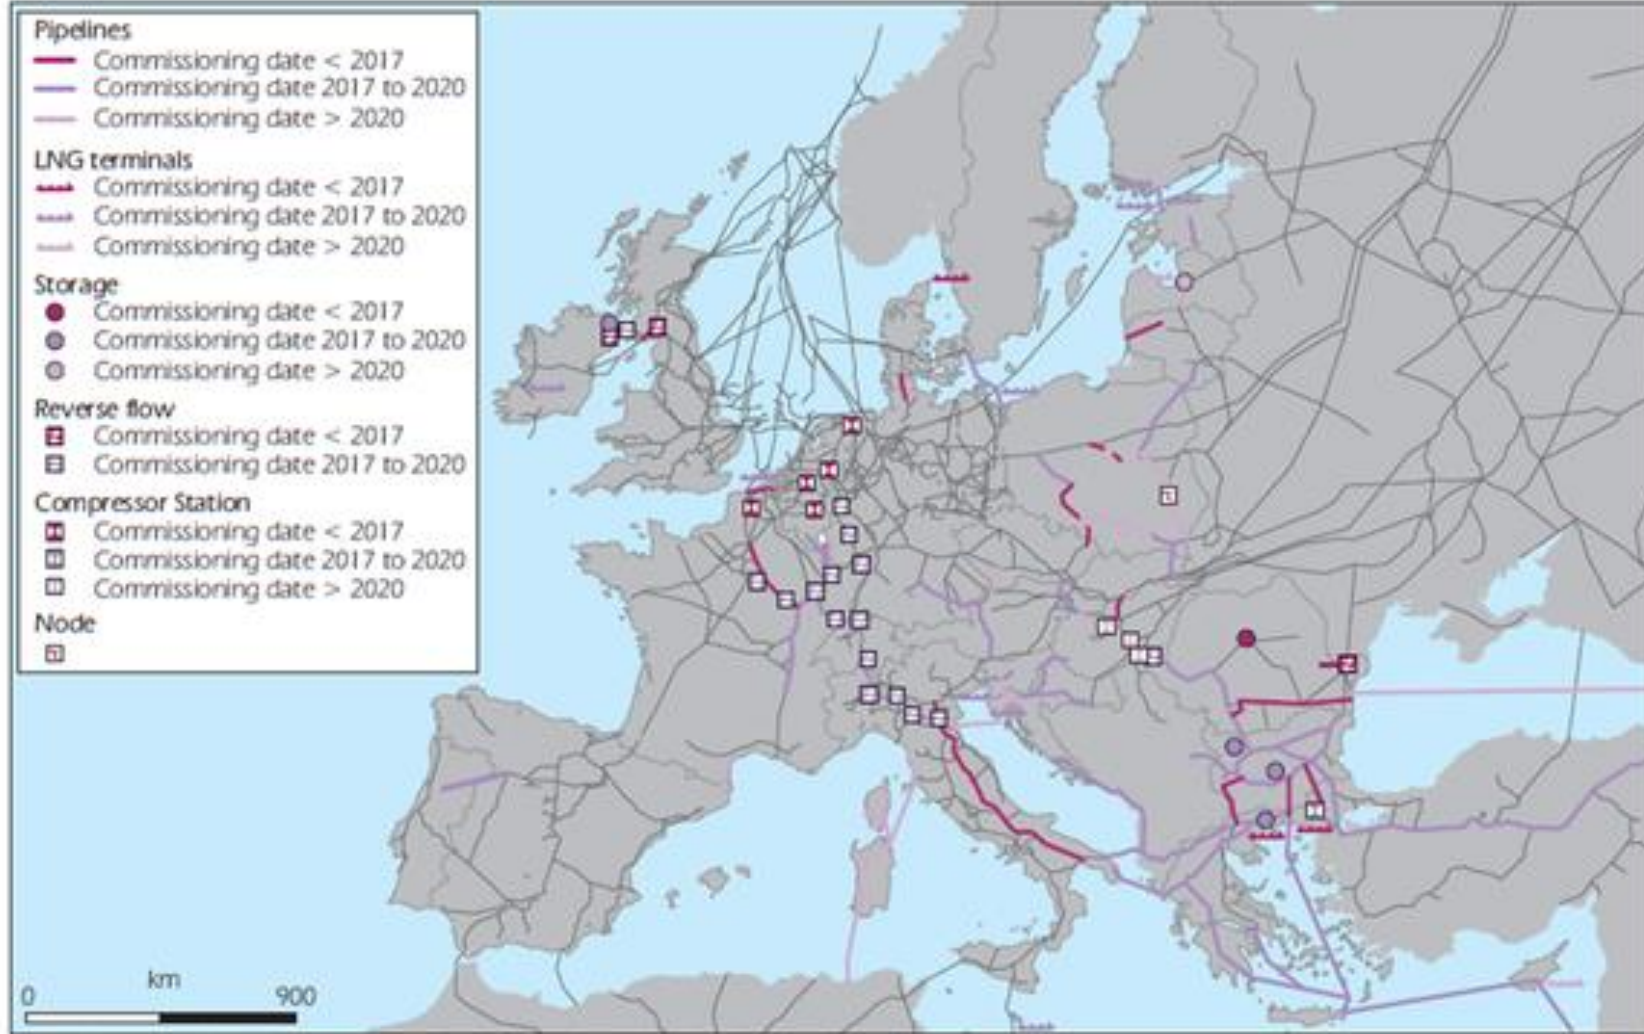 Pipelines
Commissioning date < 2017
Commissioning date 2017 to 2020
Commissioning date > 2020
LNG terminals
Commissioning date < 2017
Commissioning date 2017 to 2020
Commissioning date > 2020
Storage
Commissioning date < 2017
Commissioning date 2017 to 2020
Commissioning date > 2020
Reverse flow
Commissioning date < 2017
Commissioning date 2017 to 2020
Compressor Station
Commissioning date < 2017
Commissioning date 2017 to 2020
Commissioning date > 2020
Node
km
0 900